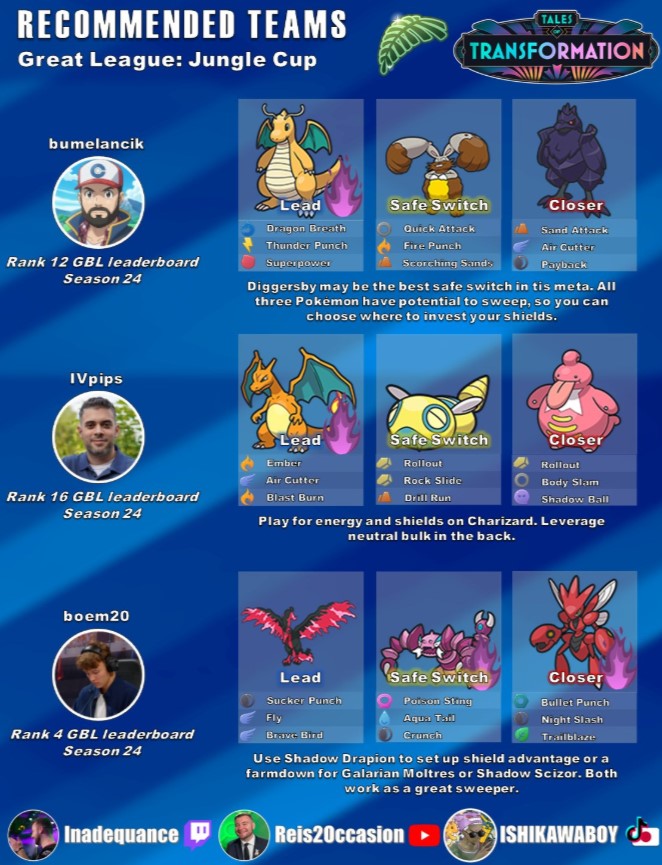 RECOMMENDED TEAMS
Great League: Jungle Cup
TALES
OF
TRANSFORMATION
bumelancik
Rank 12 GBL leaderboard
Season 24
Lead
Dragon Breath
Thunder Punch
Superpower
Safe Switch
Quick Attack
Fire Punch
Scorching Sands
Closer
Sand Attack
Air Cutter
Payback
Diggersby may be the best safe switch in tis meta. All
three Pokemon have potential to sweep, so you can
choose where to invest your shields.
IVpips
Rank 16 GBL leaderboard
Season 24
Lead
Ember
Air Cutter
Blast Burn
Safe Switch
Rollout
Rock Slide
Drill Run
Closer
Rollout
Body Slam
Shadow Ball
Play for energy and shields on Charizard. Leverage
neutral bulk in the back.
boem20
Rank 4 GBL leaderboard
Season 24
Lead
Sucker Punch
Fly
Brave Bird
Safe Switch
Poison Sting
Aqua Tail
Crunch
Closer
Bullet Punch
Night Slash
Trailblaze
Use Shadow Drapion to set up shield advantage or a
farmdown for Galarian Moltres or Shadow Scizor. Both
work as a great sweeper.
Inadequance
Reis2Occasion
ISHIKAWABOY